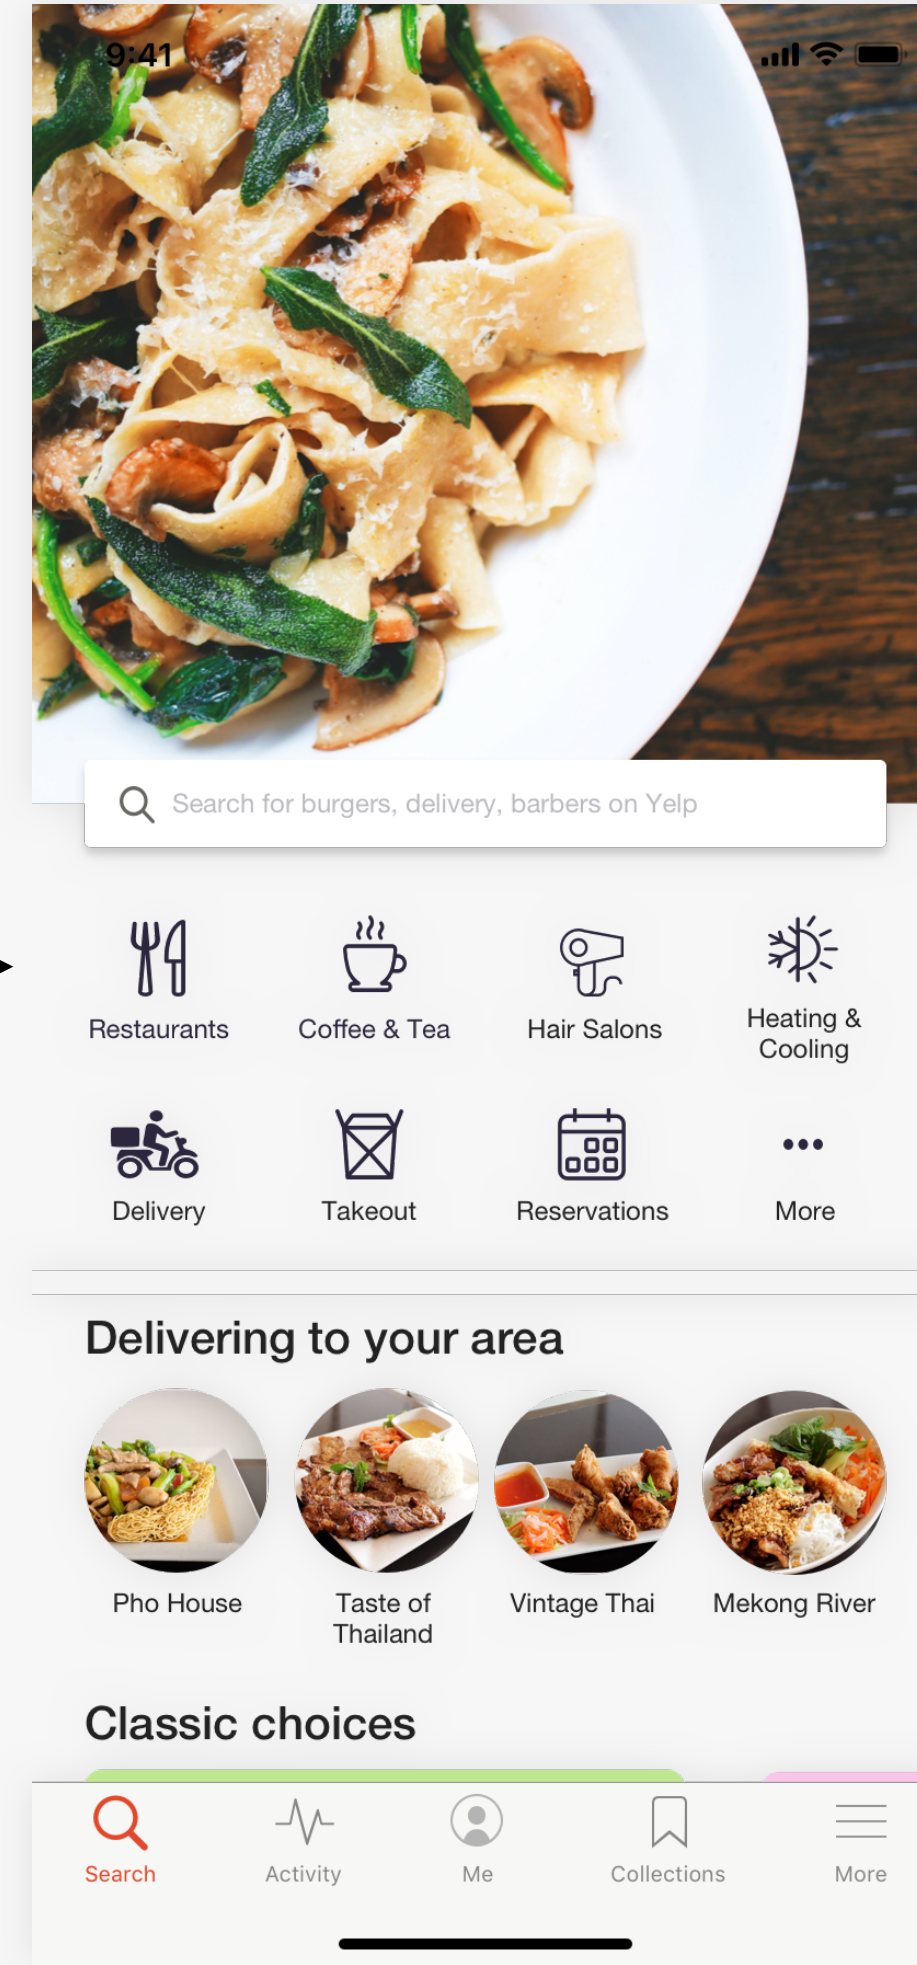 9:41
Search for burgers, delivery, barbers on Yelp
Restaurants
Coffee & Tea
Hair Salons
Heating &
Cooling
Delivery
Takeout
Reservations
More
Delivering to your area
Pho House
Taste of
Thailand
Vintage Thai
Mekong River
Classic choices
Search
Activity
Me
Collections
More